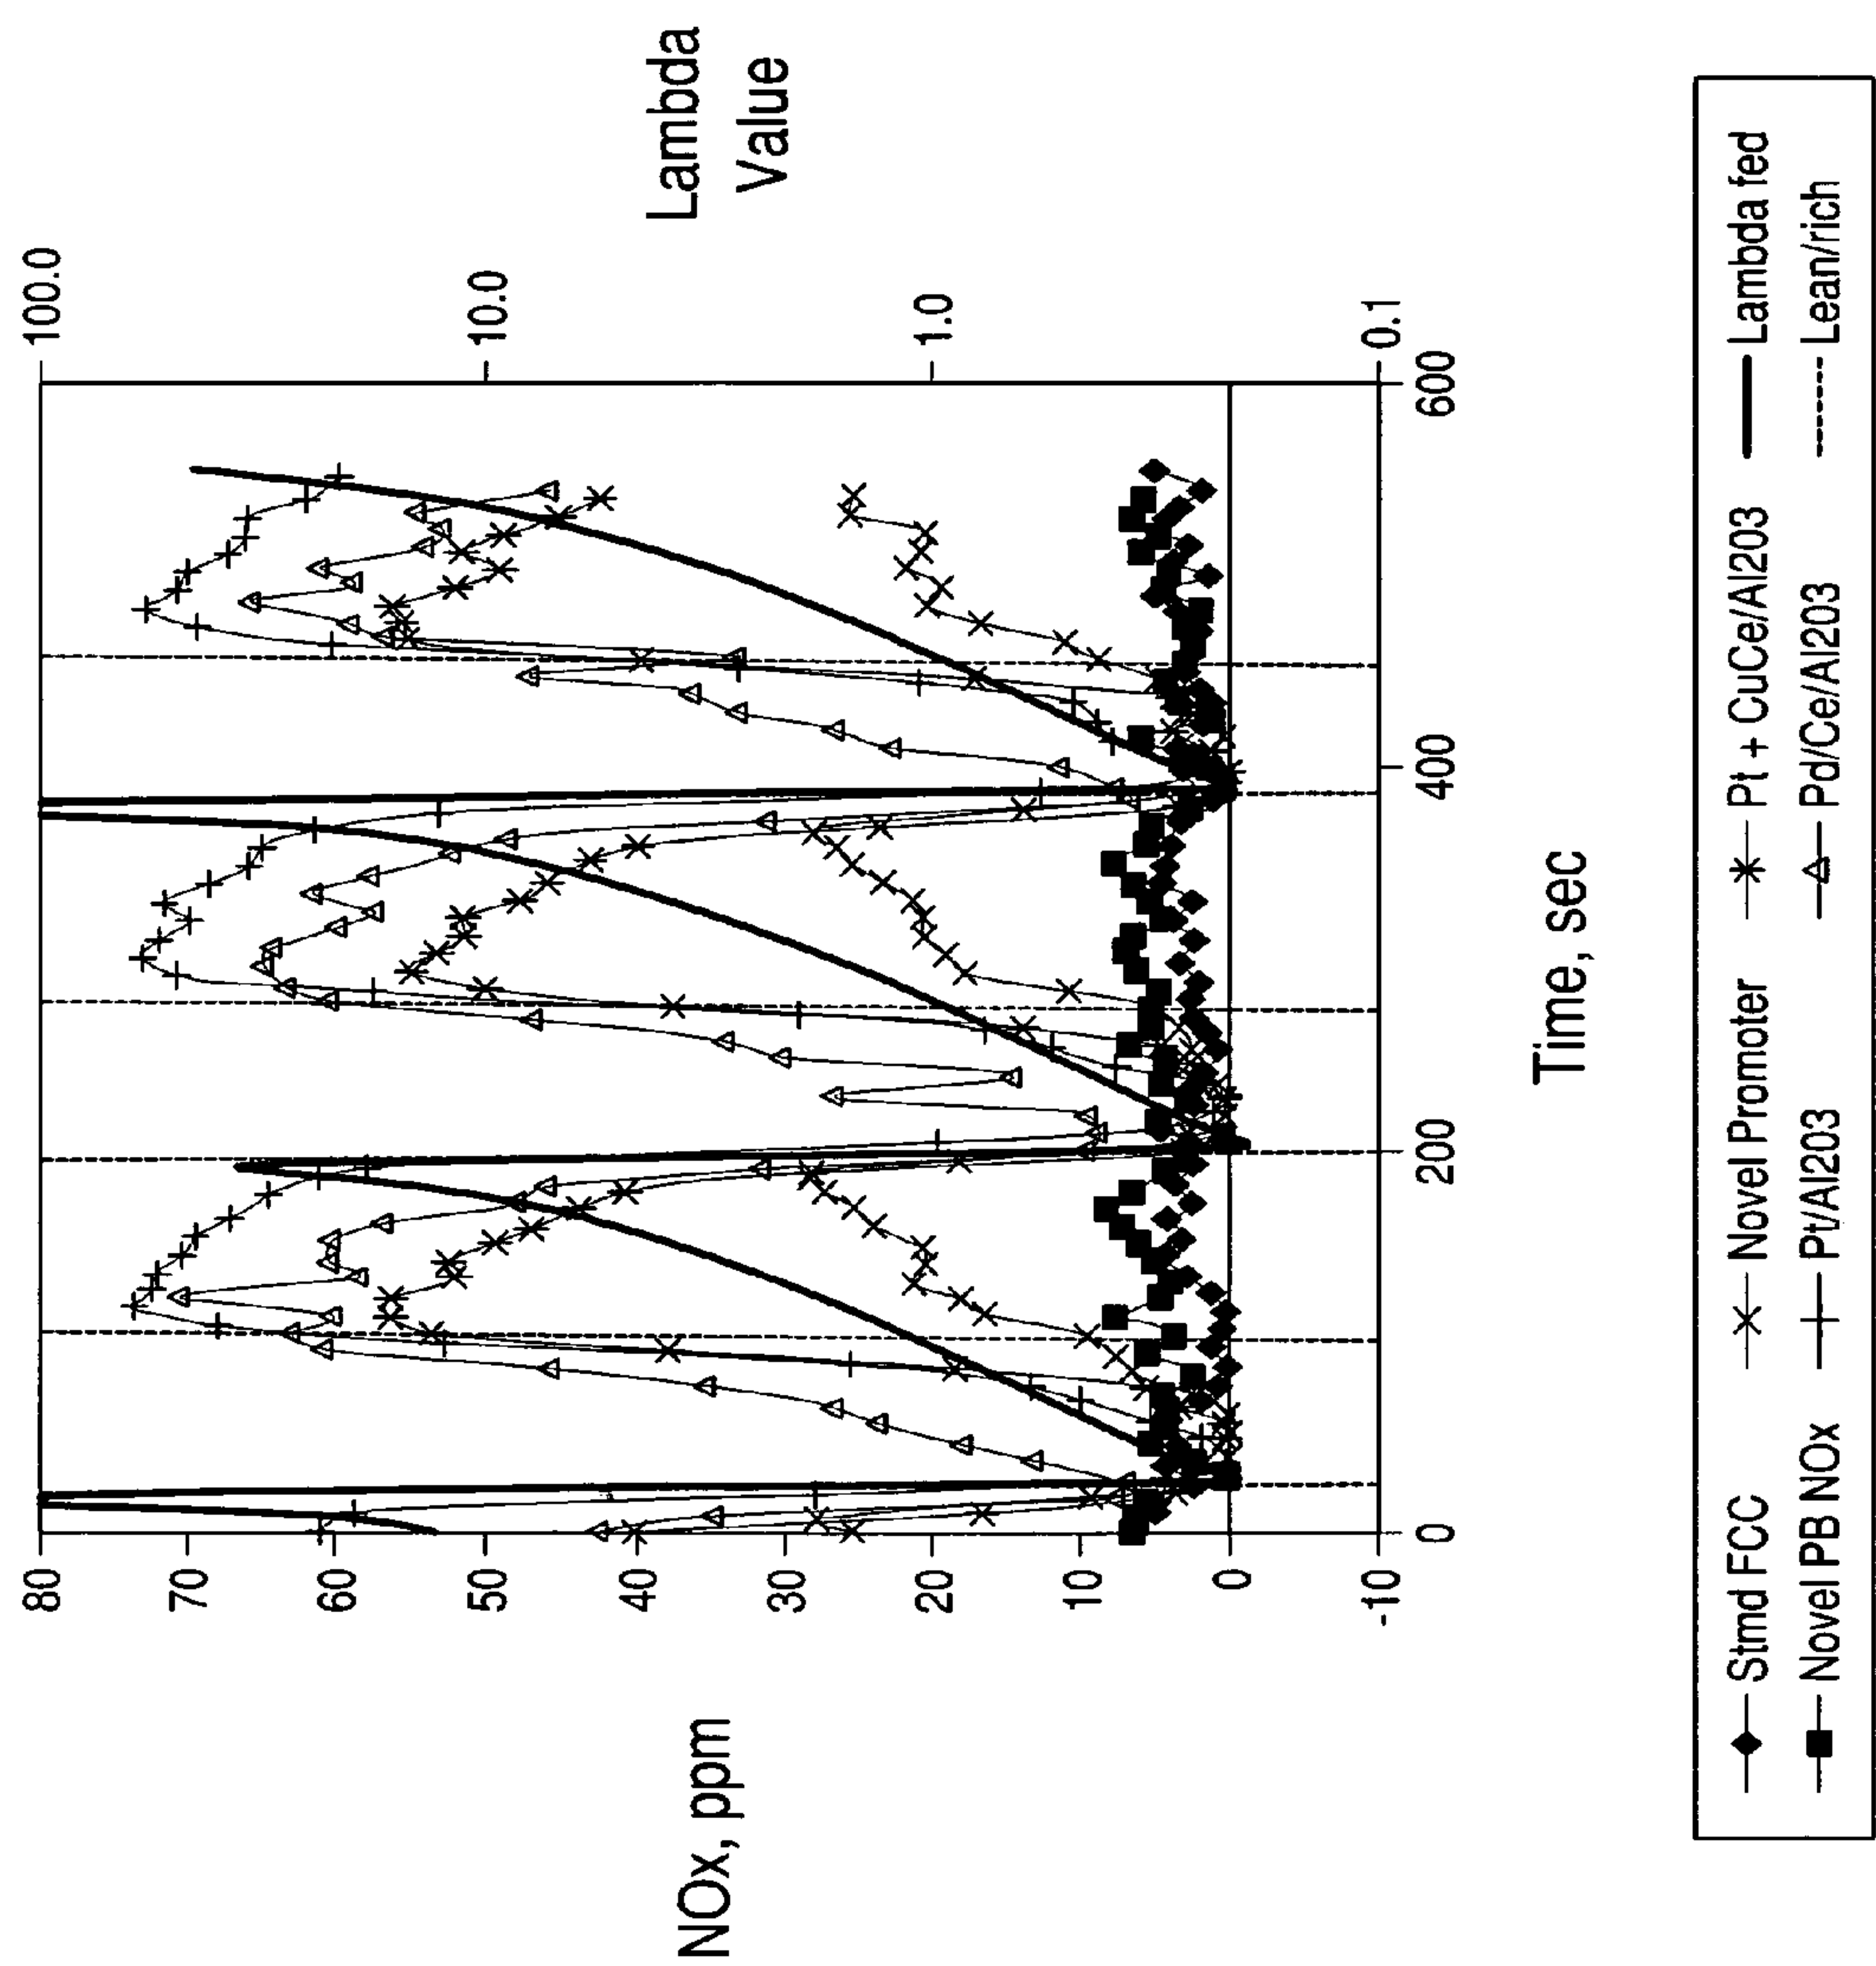 NOx, ppm
80
70
60
50
40
30
20
10
0
-10
0
200
400
600
Time, sec
100.0
10.0
1.0
0.1
Lambda
Value
Stmd FCC
Novel Promoter
Pt + CuCe/Al203
Lambda fed
Novel PB NOx
Pt/Al203
Pd/Ce/Al203
Lean/rich